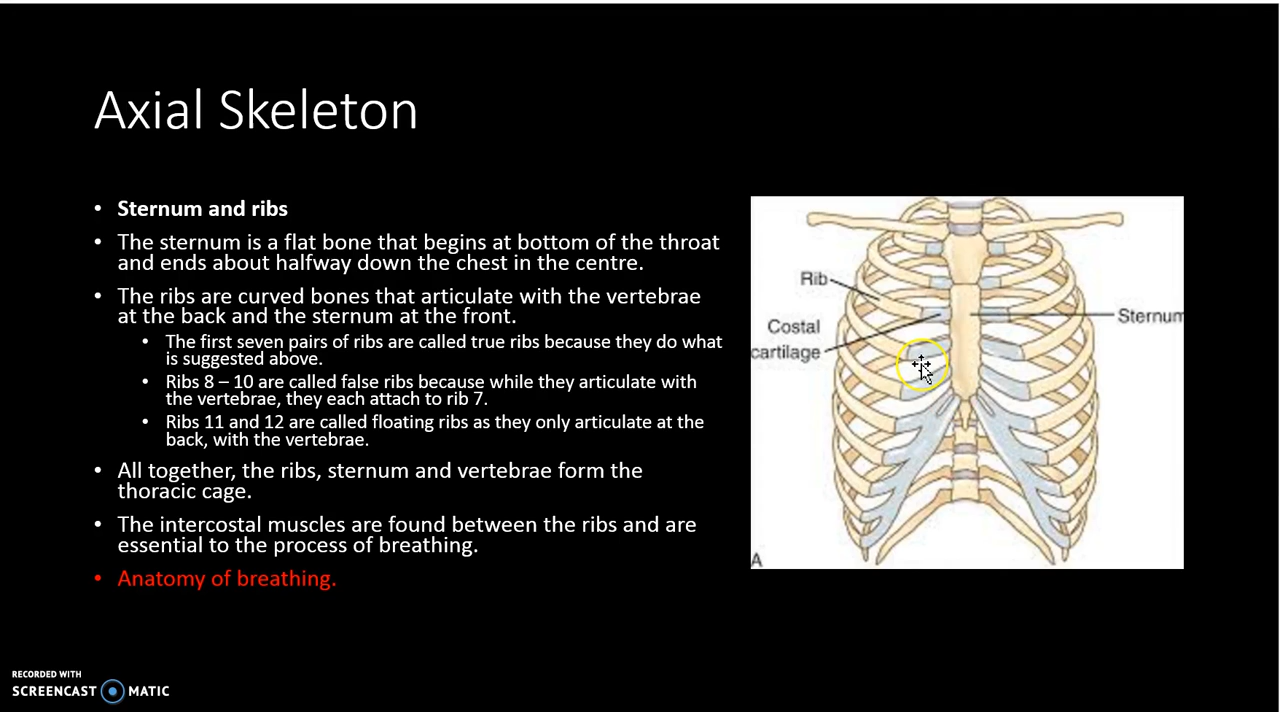 Axial Skeleton
• Sternum and ribs
• The sternum is a flat bone that begins at bottom of the throat
and ends about halfway down the chest in the centre.
• The ribs are curved bones that articulate with the vertebrae
at the back and the sternum at the front.
• The first seven pairs of ribs are called true ribs because they do what
is suggested above.
• Ribs 8 – 10 are called false ribs because while they articulate with
the vertebrae, they each attach to rib 7.
• Ribs 11 and 12 are called floating ribs as they only articulate at the
back, with the vertebrae.
• All together, the ribs, sternum and vertebrae form the
thoracic cage.
• The intercostal muscles are found between the ribs and are
essential to the process of breathing.
• Anatomy of breathing.
Rib
Costal
cartilage
Sternum
A
RECORDED WITH
SCREENCAST MATIC